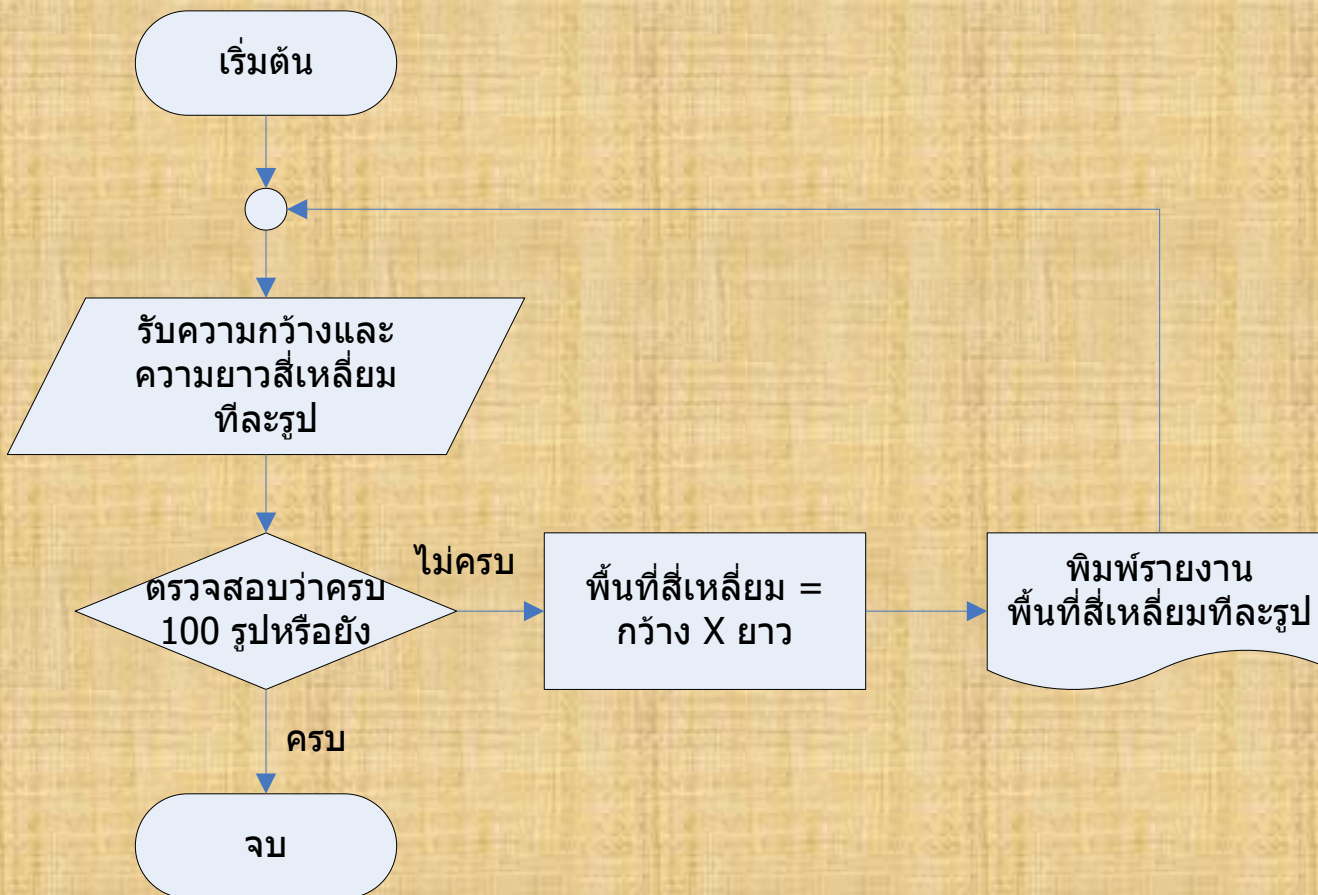 เริ่มต้น
รับความกว้างและ
ความยาวสี่เหลี่ยม
ทีละรูป
ตรวจสอบว่าครบ
100 รูปหรือยัง
ไม่ครบ
พื้นที่สี่เหลี่ยม =
กว้าง X ยาว
พิมพ์รายงาน
พื้นที่สี่เหลี่ยมทีละรูป
ครบ
จบ